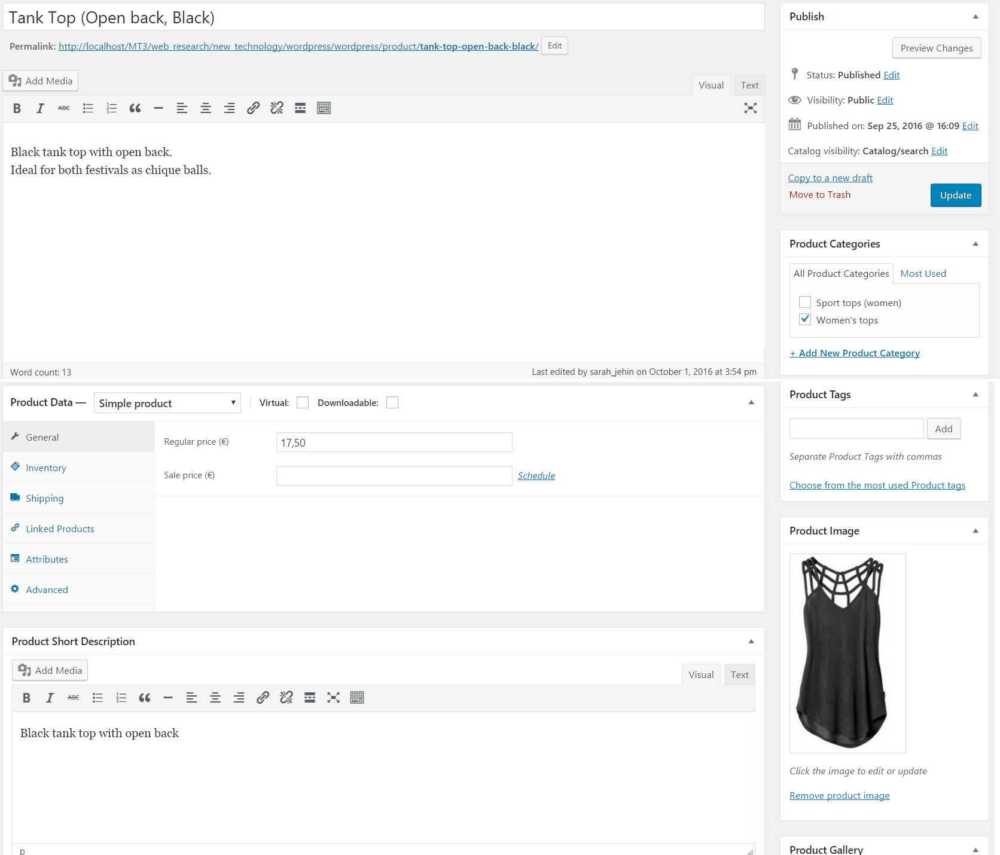 Tank Top (Open back, Black)
Permalink: http://localhost/MT3/web_research/new_technology/wordpress/wordpress/product/tank-top-open-back-black/ Edit
Add Media
Visual Text
B I ABC
Black tank top with open back.
Ideal for both festivals as chique balls.
Word count: 13
Last edited by sarah_jehin on October 1, 2016 at 3:54 pm
Product Data — Simple product Virtual: Downloadable:
General
Inventory
Shipping
Linked Products
Attributes
Advanced
Regular price (€) 17,50
Sale price (€) Schedule
Product Short Description
Add Media
Visual Text
B I ABC
Black tank top with open back
p
Publish
Preview Changes
Status: Published Edit
Visibility: Public Edit
Published on: Sep 25, 2016 @ 16:09 Edit
Catalog visibility: Catalog/search Edit
Copy to a new draft
Move to Trash
Update
Product Categories
All Product Categories Most Used
Sport tops (women)
Women's tops
+ Add New Product Category
Product Tags
Add
Separate Product Tags with commas
Choose from the most used Product tags
Product Image
Click the image to edit or update
Remove product image
Product Gallery